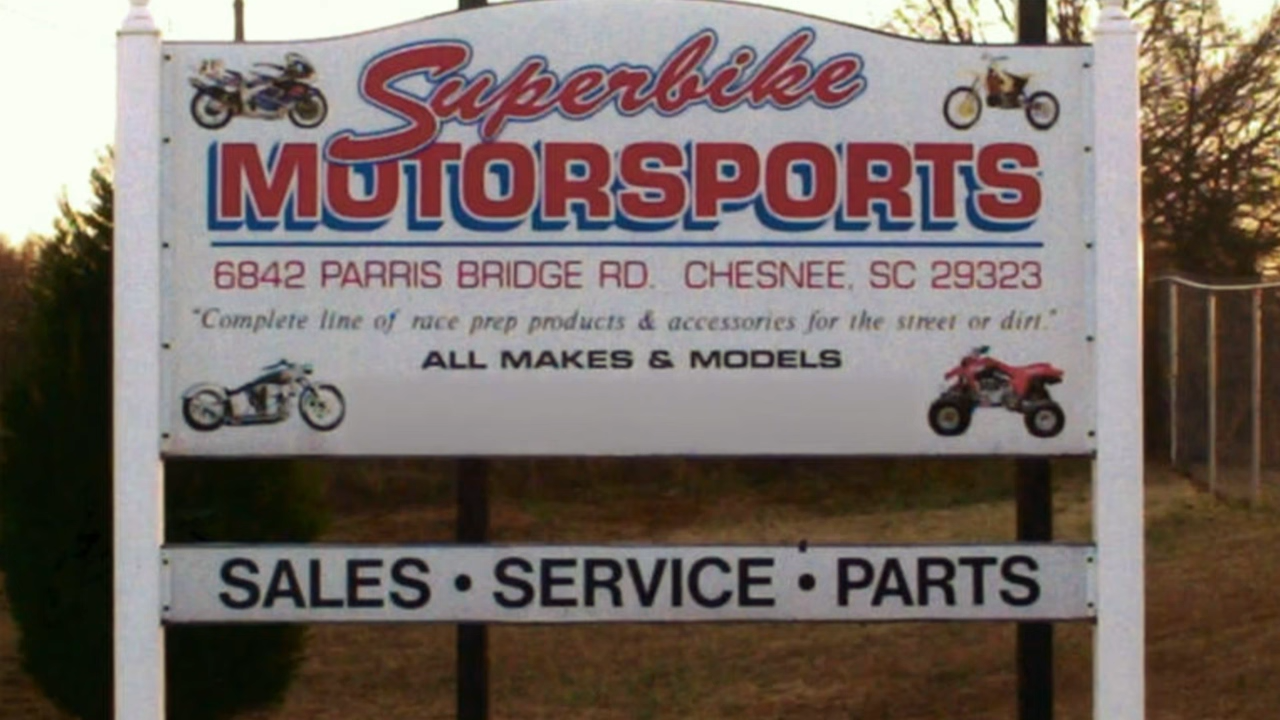 Superbike
MOTORSPORTS
6842 PARRIS BRIDGE RD. CHESNEE, SC 29323
"Complete line of race prep products & accessories for the street or dirt."
ALL MAKES & MODELS
SALES • SERVICE • PARTS